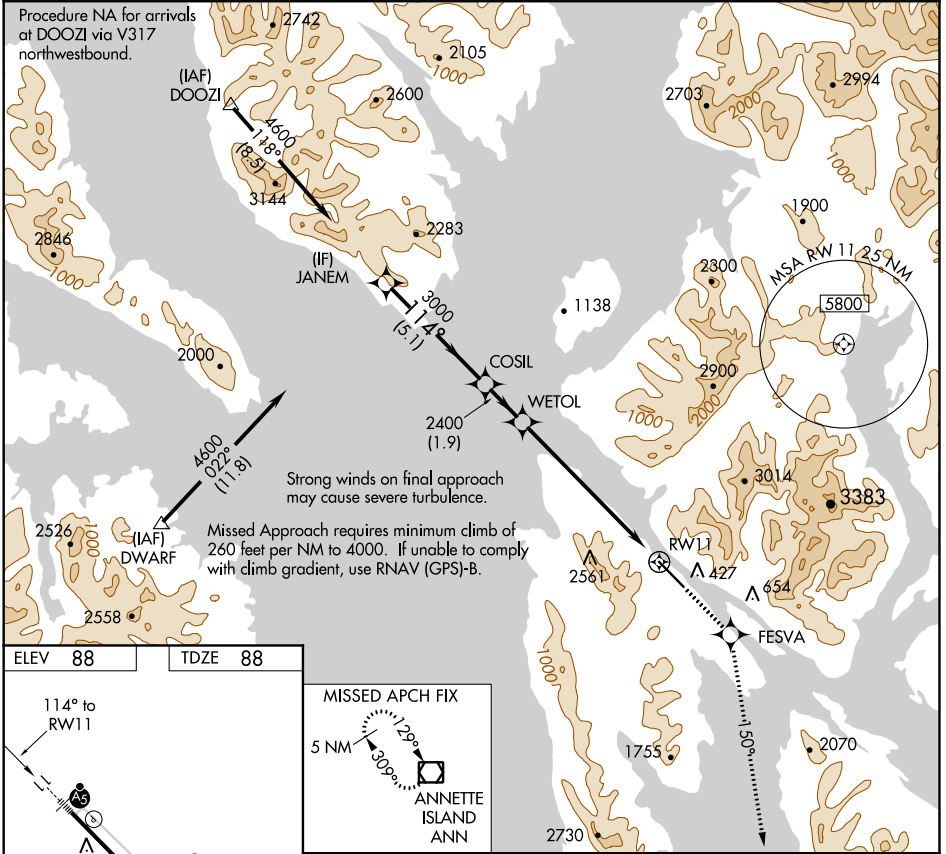 Procedure NA for arrivals
at DOOZI via V317
northwestbound.
2742
2105
1000
2994
2703
2000
1000
(IAF)
DOOZI
2600
4600
118°
(8.5)
3144
2283
1900
2846
1000
(IF)
JANEM
2300
MSA RW 11 25 NM
5800
3000
114°
(5.1)
1138
2000
COSIL
2900
WETOL
2400
(1.9)
1000
2000
4600
022°
(11.8)
Strong winds on final approach
may cause severe turbulence.
3014
3383
2526
1000
(IAF)
DWARF
Missed Approach requires minimum climb of
260 feet per NM to 4000. If unable to comply
with climb gradient, use RNAV (GPS)-B.
RW11
2561
427
654
2558
FESVA
ELEV 88
TDZE 88
1000
114° to
RW11
MISSED APCH FIX
5 NM
129°
309°
ANNETTE
ISLAND
ANN
150°
1755
2070
A5
2730